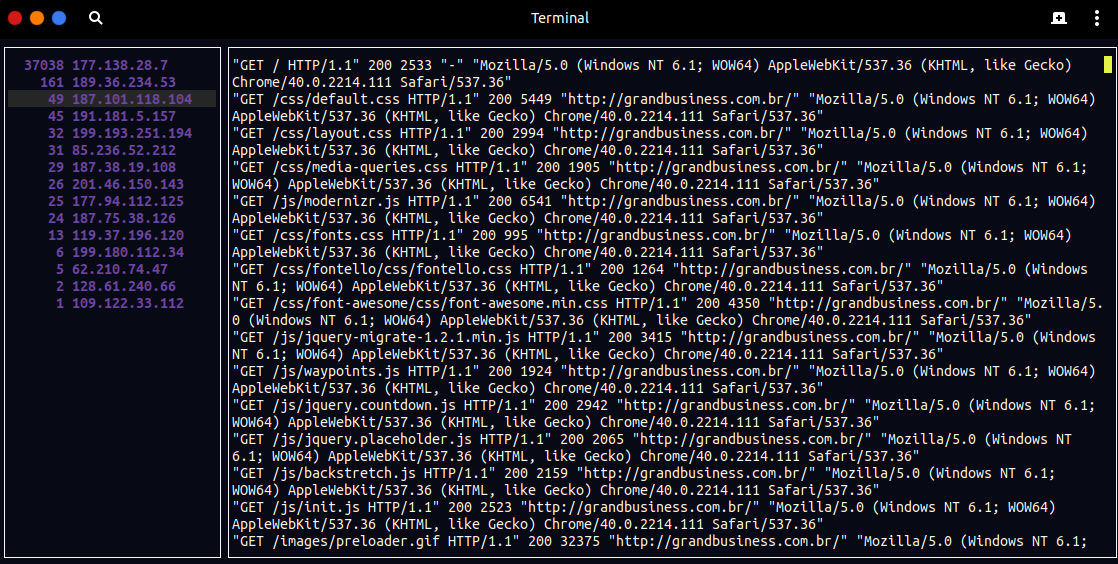 Terminal
37038 177.138.28.7
161 189.36.234.53
49 187.101.118.104
45 191.181.5.157
32 199.193.251.194
31 85.236.52.212
29 187.38.19.108
26 201.46.150.143
25 177.94.112.125
24 187.75.38.126
13 119.37.196.120
6 199.180.112.34
5 62.210.74.47
2 128.61.240.66
1 109.122.33.112
"GET / HTTP/1.1" 200 2533 "-" "Mozilla/5.0 (Windows NT 6.1; WOW64) AppleWebKit/537.36 (KHTML, like Gecko)
Chrome/40.0.2214.111 Safari/537.36"
"GET /css/default.css HTTP/1.1" 200 5449 "http://grandbusiness.com.br/" "Mozilla/5.0 (Windows NT 6.1; WOW64)
AppleWebKit/537.36 (KHTML, like Gecko) Chrome/40.0.2214.111 Safari/537.36"
"GET /css/layout.css HTTP/1.1" 200 2994 "http://grandbusiness.com.br/" "Mozilla/5.0 (Windows NT 6.1; WOW64)
AppleWebKit/537.36 (KHTML, like Gecko) Chrome/40.0.2214.111 Safari/537.36"
"GET /css/media-queries.css HTTP/1.1" 200 1905 "http://grandbusiness.com.br/" "Mozilla/5.0 (Windows NT 6.1;
WOW64) AppleWebKit/537.36 (KHTML, like Gecko) Chrome/40.0.2214.111 Safari/537.36"
"GET /js/modernizr.js HTTP/1.1" 200 6541 "http://grandbusiness.com.br/" "Mozilla/5.0 (Windows NT 6.1; WOW64)
AppleWebKit/537.36 (KHTML, like Gecko) Chrome/40.0.2214.111 Safari/537.36"
"GET /css/fonts.css HTTP/1.1" 200 995 "http://grandbusiness.com.br/" "Mozilla/5.0 (Windows NT 6.1; WOW64)
AppleWebKit/537.36 (KHTML, like Gecko) Chrome/40.0.2214.111 Safari/537.36"
"GET /css/fontello/css/fontello.css HTTP/1.1" 200 1264 "http://grandbusiness.com.br/" "Mozilla/5.0 (Windows
NT 6.1; WOW64) AppleWebKit/537.36 (KHTML, like Gecko) Chrome/40.0.2214.111 Safari/537.36"
"GET /css/font-awesome/css/font-awesome.min.css HTTP/1.1" 200 4350 "http://grandbusiness.com.br/" "Mozilla/5.
0 (Windows NT 6.1; WOW64) AppleWebKit/537.36 (KHTML, like Gecko) Chrome/40.0.2214.111 Safari/537.36"
"GET /js/jquery-migrate-1.2.1.min.js HTTP/1.1" 200 3415 "http://grandbusiness.com.br/" "Mozilla/5.0 (Windows
NT 6.1; WOW64) AppleWebKit/537.36 (KHTML, like Gecko) Chrome/40.0.2214.111 Safari/537.36"
"GET /js/waypoints.js HTTP/1.1" 200 1924 "http://grandbusiness.com.br/" "Mozilla/5.0 (Windows NT 6.1; WOW64)
AppleWebKit/537.36 (KHTML, like Gecko) Chrome/40.0.2214.111 Safari/537.36"
"GET /js/jquery.countdown.js HTTP/1.1" 200 2942 "http://grandbusiness.com.br/" "Mozilla/5.0 (Windows NT 6.1;
WOW64) AppleWebKit/537.36 (KHTML, like Gecko) Chrome/40.0.2214.111 Safari/537.36"
"GET /js/jquery.placeholder.js HTTP/1.1" 200 2065 "http://grandbusiness.com.br/" "Mozilla/5.0 (Windows NT
6.1; WOW64) AppleWebKit/537.36 (KHTML, like Gecko) Chrome/40.0.2214.111 Safari/537.36"
"GET /js/backstretch.js HTTP/1.1" 200 2159 "http://grandbusiness.com.br/" "Mozilla/5.0 (Windows NT 6.1;
WOW64) AppleWebKit/537.36 (KHTML, like Gecko) Chrome/40.0.2214.111 Safari/537.36"
"GET /js/init.js HTTP/1.1" 200 2523 "http://grandbusiness.com.br/" "Mozilla/5.0 (Windows NT 6.1; WOW64)
AppleWebKit/537.36 (KHTML, like Gecko) Chrome/40.0.2214.111 Safari/537.36"
"GET /images/preloader.gif HTTP/1.1" 200 32375 "http://grandbusiness.com.br/" "Mozilla/5.0 (Windows NT 6.1;